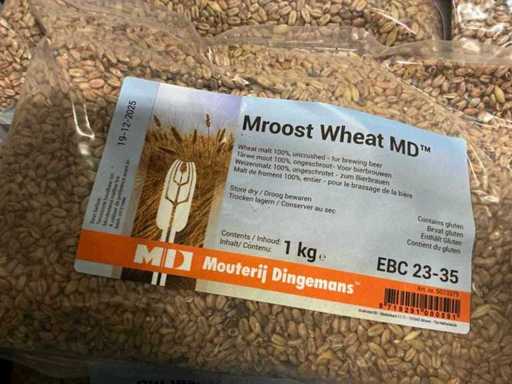 19-12-2025
Mroost Wheat MD™
Wheat malt 100%, uncrushed - for brewing beer
Tarwe mout 100%, ongeschrout- Voor bierbrouwen
Weizenmalz 100%, ongeschrotet - zum Bierbrauen
Malt de froment 100%, entier - pour le brassage de la bière
Store dry / Droog bewaren
Trocken lagern / Conserver au sec
Contains gluten
Bevat gluten
Enthält Gluten
Contient du gluten
Contents / Inhoud:
Inhalt/ Contenu:
1 kg e
EBC 23-35
MD Mouterij Dingemans™